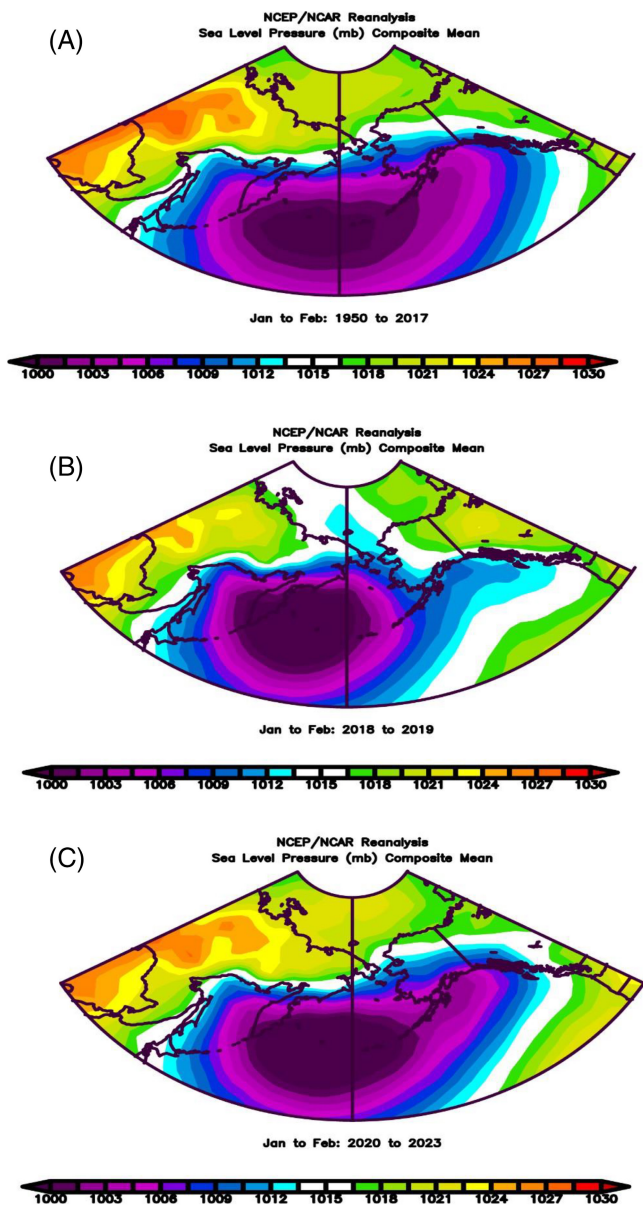 (A)
NCEP/NCAR Reanalysis
Sea Level Pressure (mb) Composite Mean
Jan to Feb: 1950 to 2017
1000 1003 1006 1009 1012 1015 1018 1021 1024 1027 1030
(B)
NCEP/NCAR Reanalysis
Sea Level Pressure (mb) Composite Mean
Jan to Feb: 2018 to 2019
1000 1003 1006 1009 1012 1015 1018 1021 1024 1027 1030
(C)
NCEP/NCAR Reanalysis
Sea Level Pressure (mb) Composite Mean
Jan to Feb: 2020 to 2023
1000 1003 1006 1009 1012 1015 1018 1021 1024 1027 1030